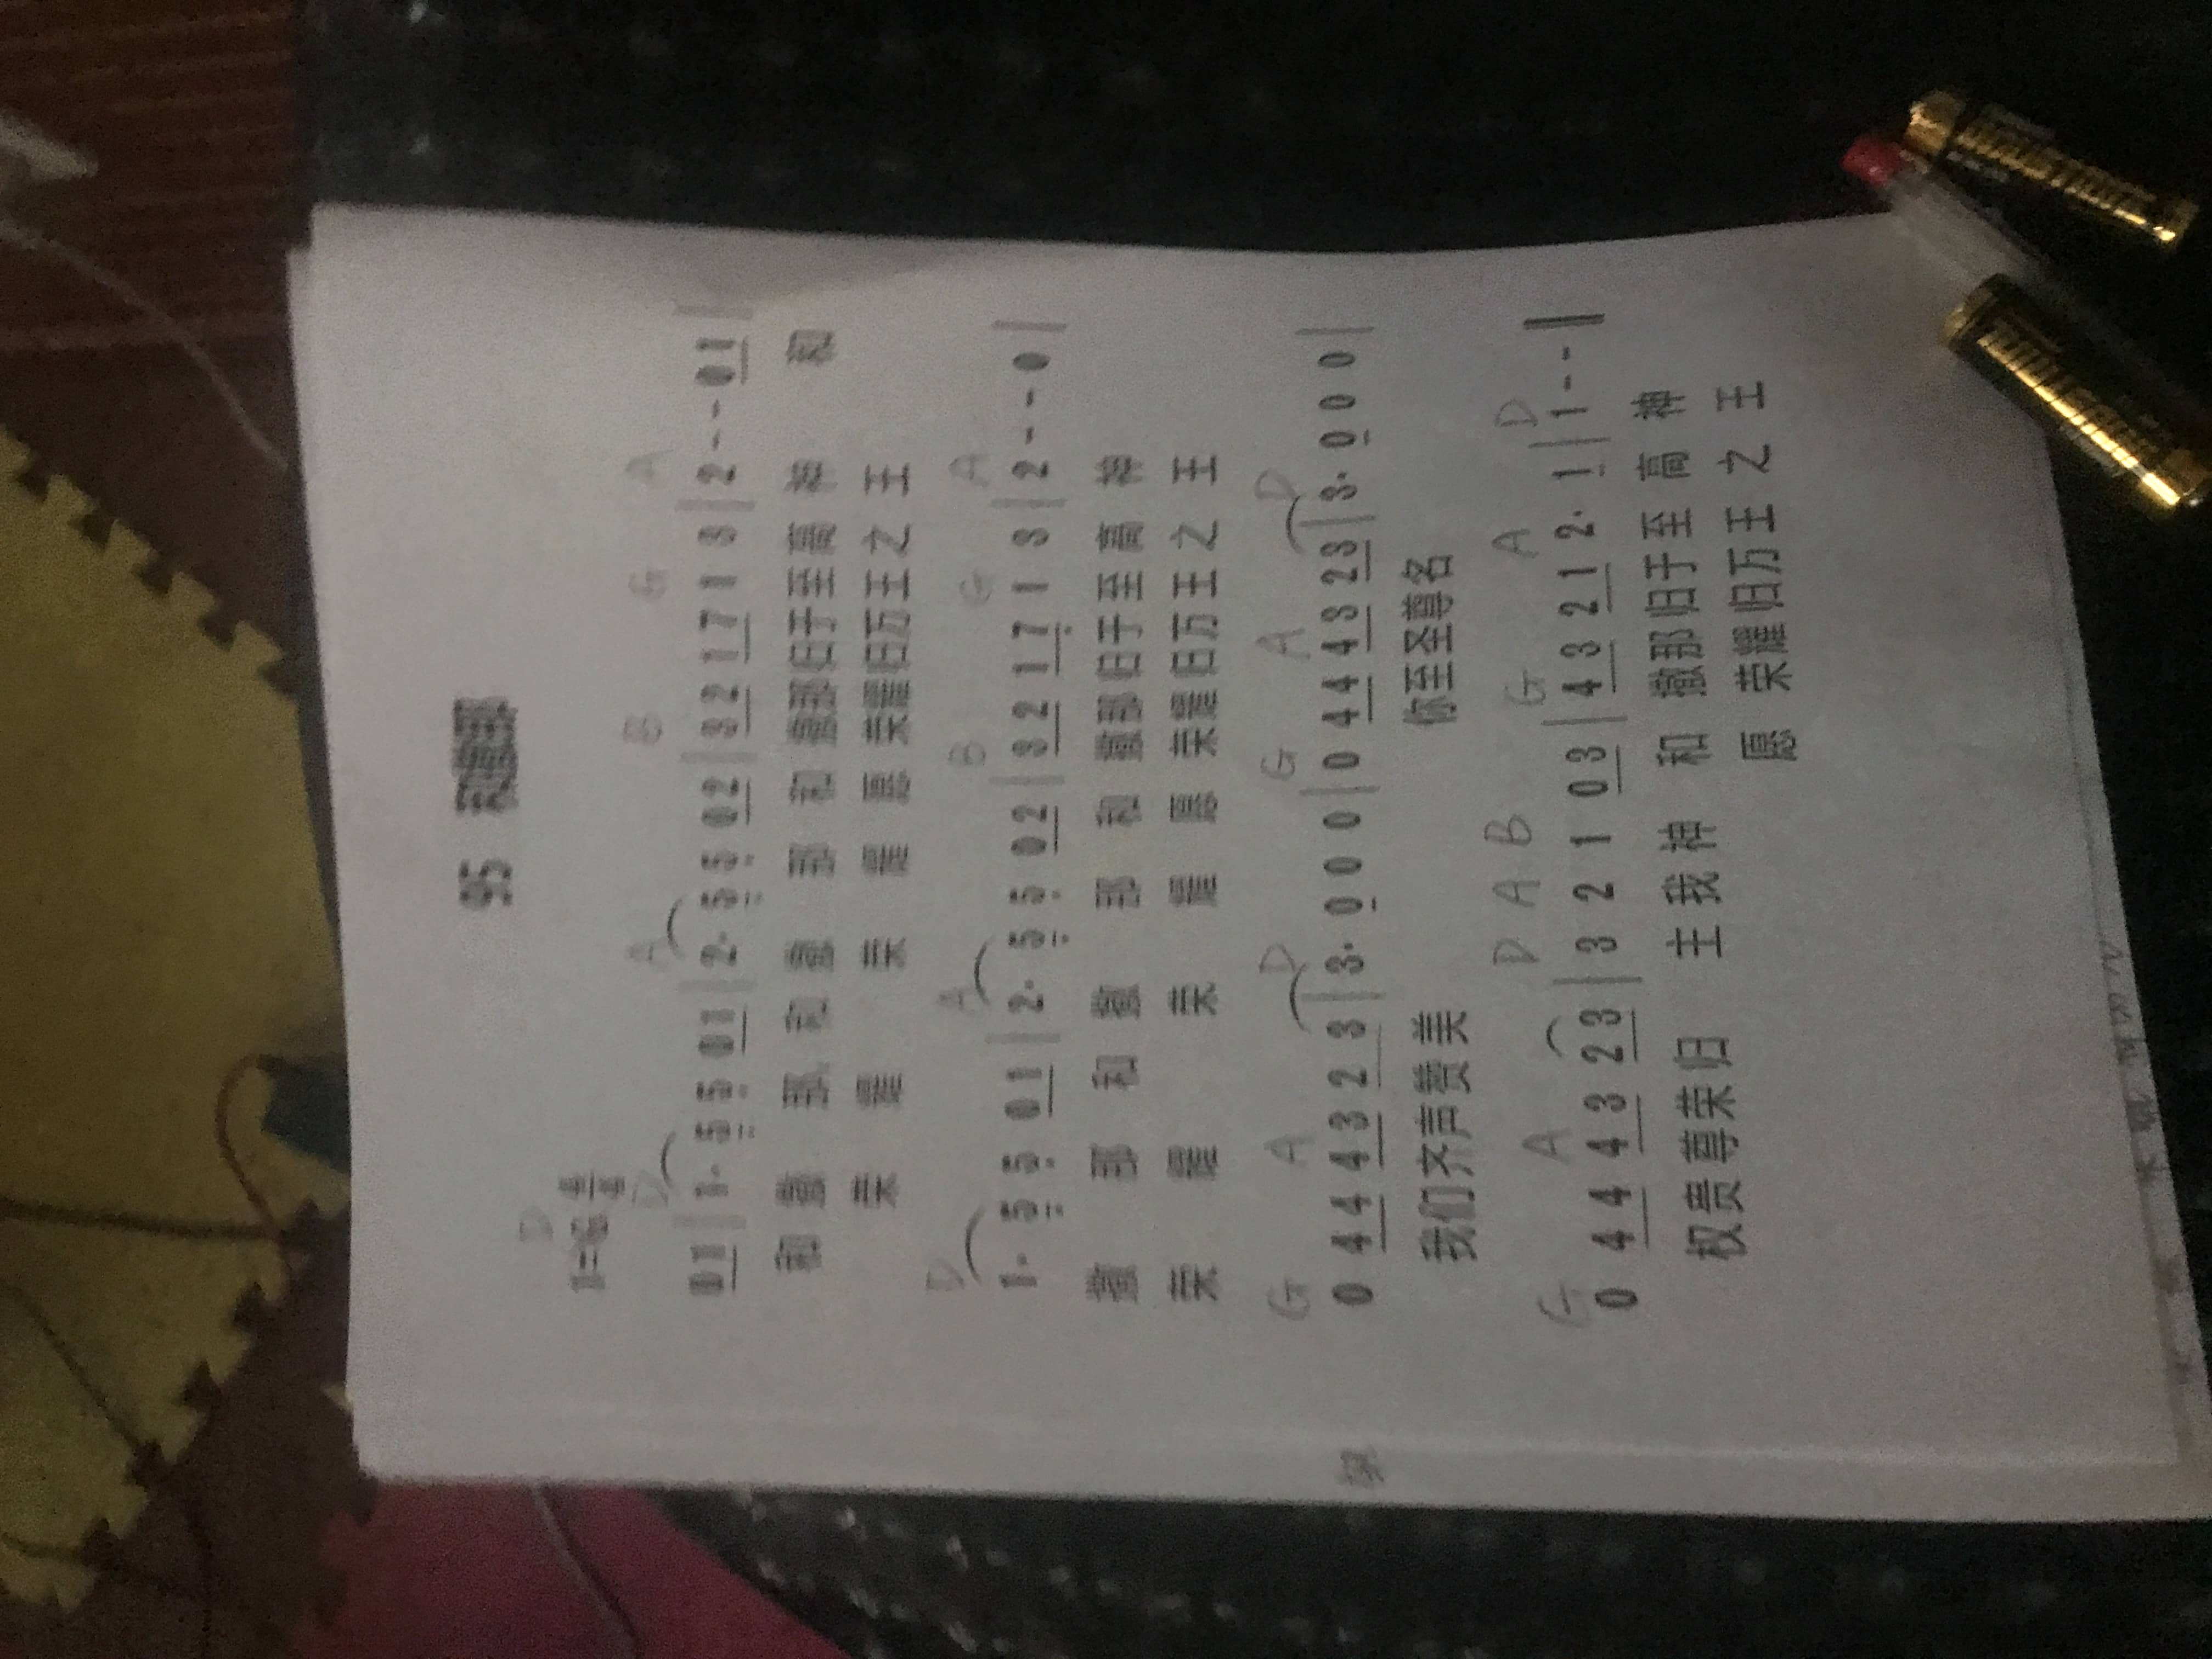 95 和撒那
D
1=G 4/4
D A B G A
0 1 | 1· 5 5 0 1 | 2· 5 5 0 2 | 3 2 1 7 1 3 | 2 - - 0 1 |
和 撒 那 和 撒 那 和 撒那归于至高 神 和
荣 耀 荣 耀 愿 荣耀归万王之 王
D A B G A
1· 5 5 0 1 | 2· 5 5 0 2 | 3 2 1 7 1 3 | 2 - - 0 |
撒 那 和 撒 那 和 撒那归于至高 神
荣 耀 荣 耀 愿 荣耀归万王之 王
G A D G A D
0 4 4 4 3 2 3 | 3· 0 0 0 | 0 4 4 4 3 2 3 | 3· 0 0 0 |
我们齐声赞美 你至圣尊名
G A D A B G A D
0 4 4 4 3 2 3 | 3 2 1 0 3 | 4 3 2 1 2· 1 | 1 - - ‖
权贵尊荣归 主我神 和 撒那归于至 高 神
愿 荣耀归万王 之 王